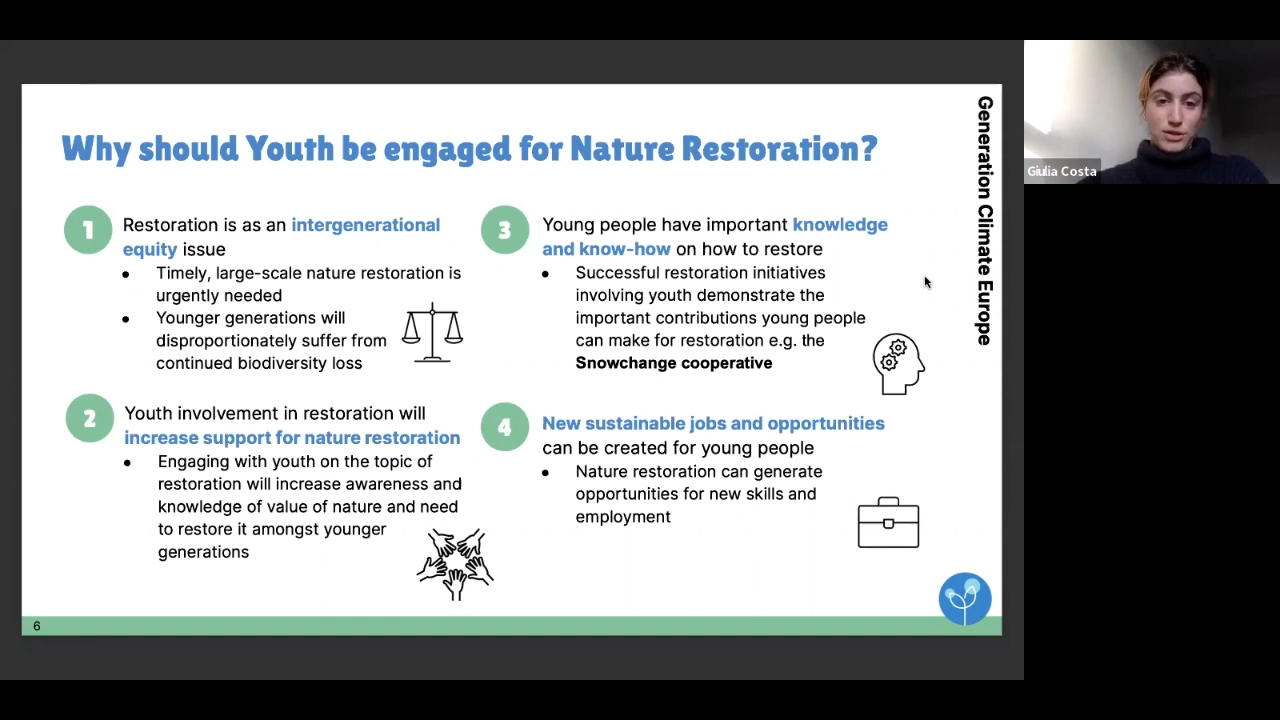 Why should Youth be engaged for Nature Restoration?
1
Restoration is as an intergenerational
equity issue
● Timely, large-scale nature restoration is
urgently needed
● Younger generations will
disproportionately suffer from
continued biodiversity loss
2
Youth involvement in restoration will
increase support for nature restoration
● Engaging with youth on the topic of
restoration will increase awareness and
knowledge of value of nature and need
to restore it amongst younger
generations
3
Young people have important knowledge
and know-how on how to restore
● Successful restoration initiatives
involving youth demonstrate the
important contributions young people
can make for restoration e.g. the
Snowchange cooperative
4
New sustainable jobs and opportunities
can be created for young people
● Nature restoration can generate
opportunities for new skills and
employment
Generation Climate Europe
6
Giulia Costa